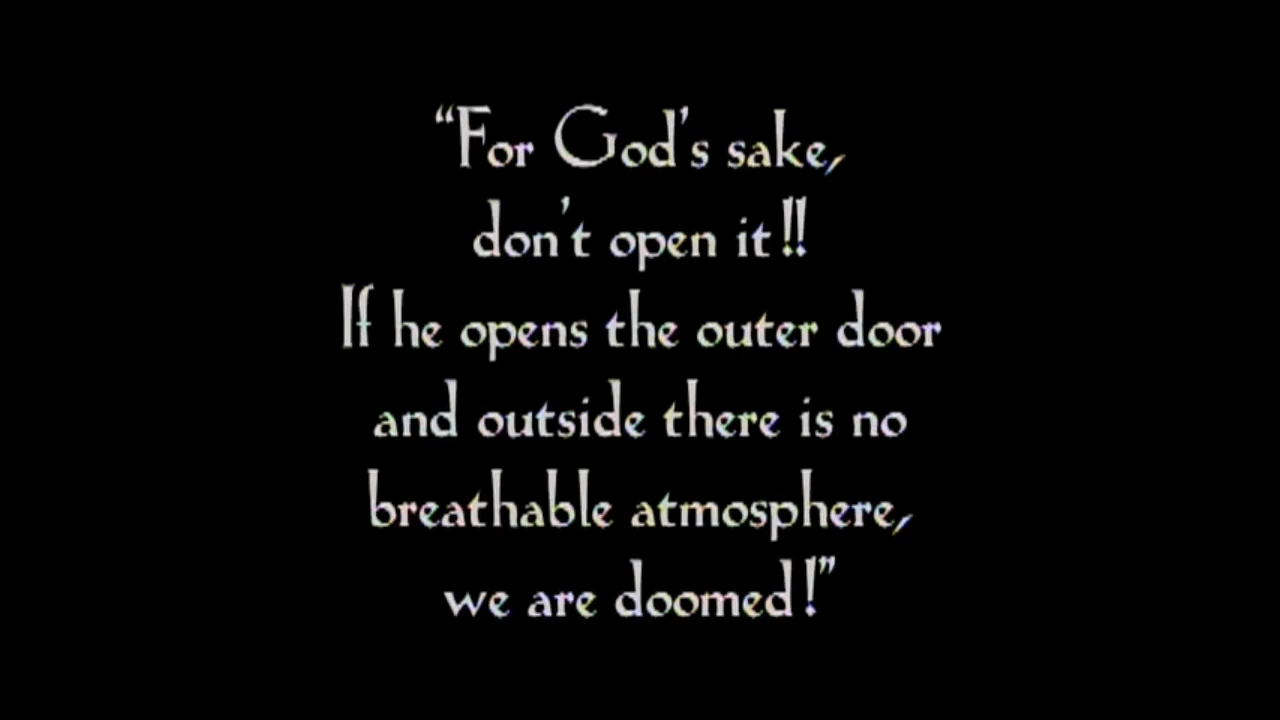 “For God's sake,
don't open it!!
If he opens the outer door
and outside there is no
breathable atmosphere,
we are doomed!”